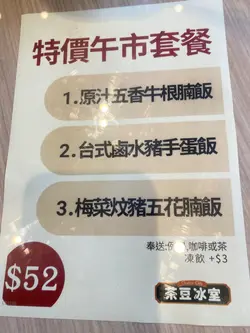 特價午市套餐
1.原汁五香牛根腩飯
2.台式鹵水豬手蛋飯
3.梅菜炆豬五花腩飯
奉送:例 咖啡或茶
凍飲 +$3
$52
茶豆冰室